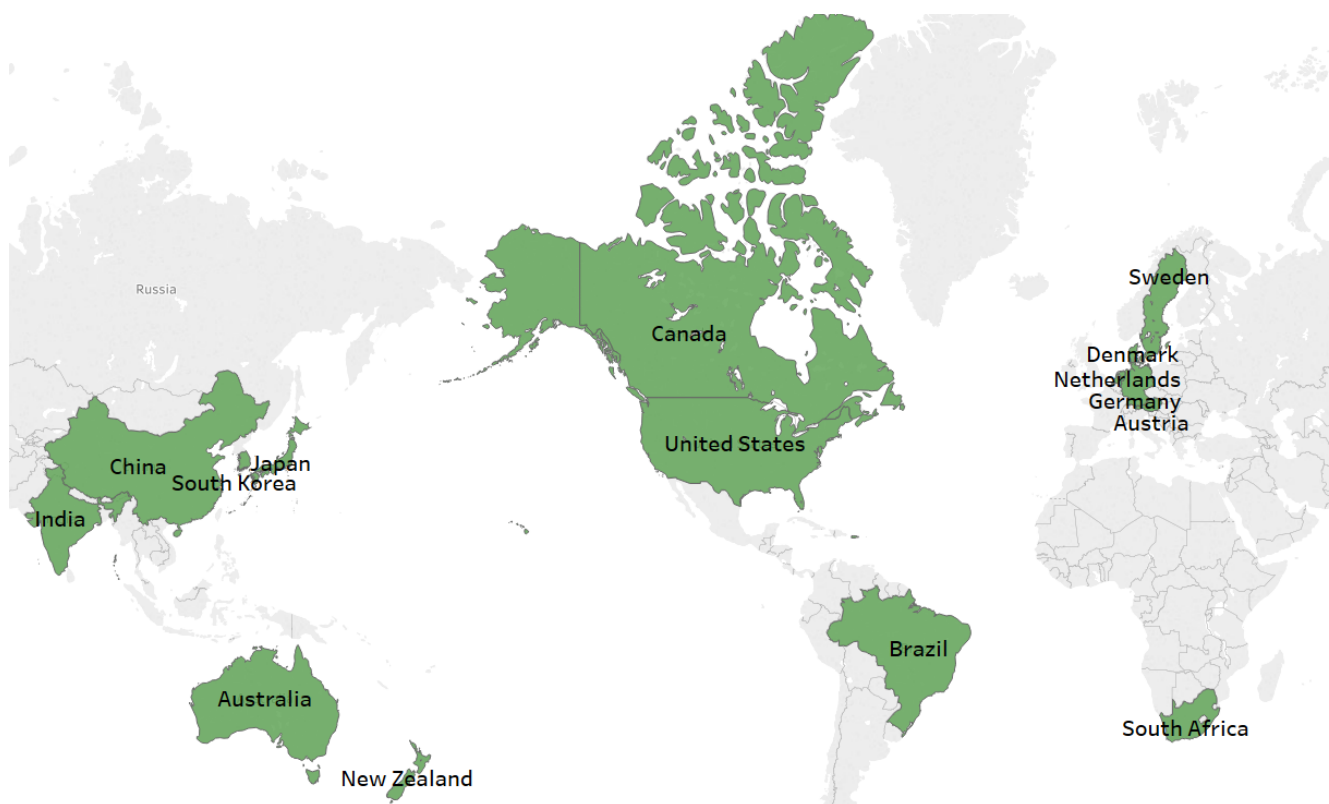 Sweden
Russia
Canada
Denmark
Netherlands
Germany
Austria
United States
China
Japan
South Korea
India
Brazil
Australia
South Africa
New Zealand